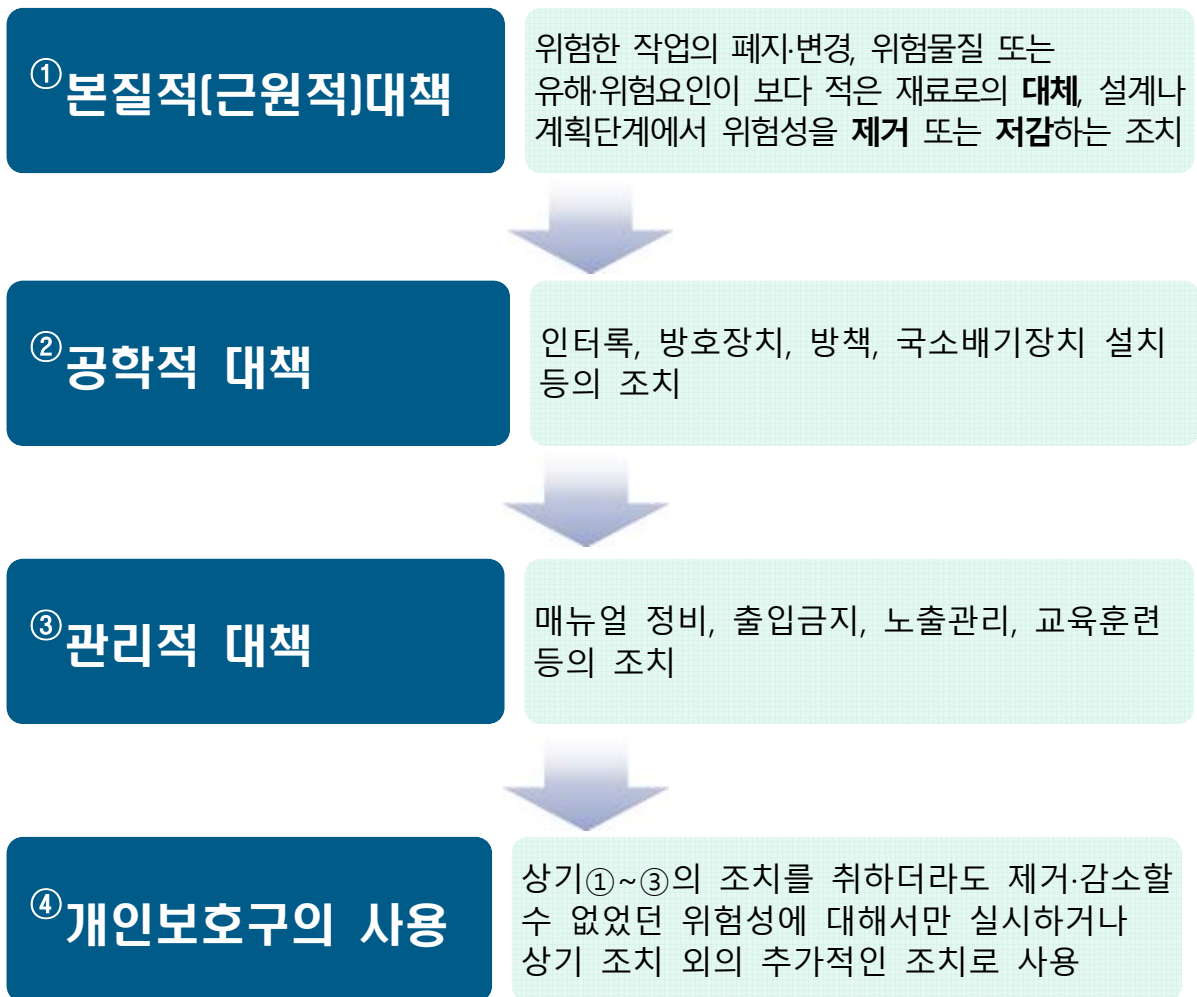 ①본질적(근원적)대책
위험한 작업의 폐지·변경, 위험물질 또는
유해·위험요인이 보다 적은 재료로의 대체, 설계나
계획단계에서 위험성을 제거 또는 저감하는 조치
②공학적 대책
인터록, 방호장치, 방책, 국소배기장치 설치
등의 조치
③관리적 대책
매뉴얼 정비, 출입금지, 노출관리, 교육훈련
등의 조치
④개인보호구의 사용
상기①~③의 조치를 취하더라도 제거·감소할
수 없었던 위험성에 대해서만 실시하거나
상기 조치 외의 추가적인 조치로 사용